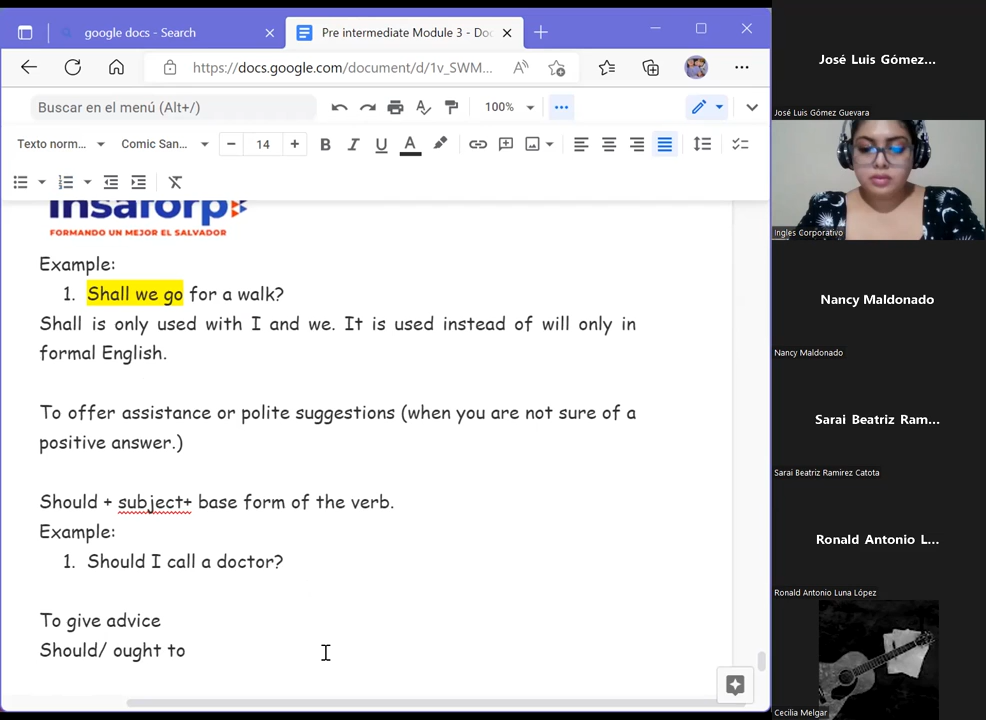 google docs - Search
Pre intermediate Module 3 - Doc
https://docs.google.com/document/d/1v_SWM...
Buscar en el menú (Alt+/)
100%
Texto norm...
Comic San...
14
B I U A
insaforp
FORMANDO UN MEJOR EL SALVADOR
Example:
1. Shall we go for a walk?
Shall is only used with I and we. It is used instead of will only in
formal English.
To offer assistance or polite suggestions (when you are not sure of a
positive answer.)
Should + subject+ base form of the verb.
Example:
1. Should I call a doctor?
To give advice
Should/ ought to
José Luis Gómez...
José Luis Gómez Guevara
Ingles Corporativo
Nancy Maldonado
Nancy Maldonado
Sarai Beatriz Ram...
Sarai Beatriz Ramirez Catota
Ronald Antonio L...
Ronald Antonio Luna López
Cecilia Melgar